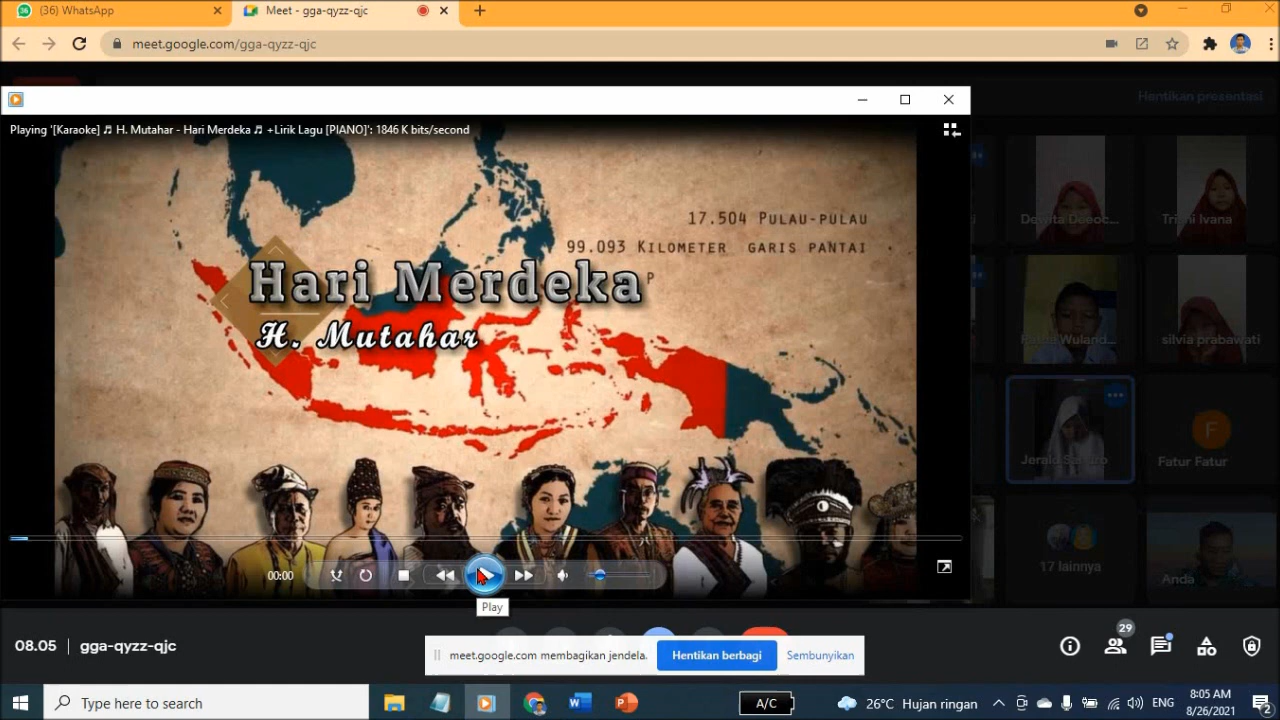 36
(36) WhatsApp
Meet - gga-qyzz-qjc
meet.google.com/gga-qyzz-qjc
Hentikan presentasi
Playing '[Karaoke] ♬ H. Mutahar - Hari Merdeka ♬ +Lirik Lagu [PIANO]': 1846 K bits/second
17.504 PULAU-PULAU
99.093 KILOMETER GARIS PANTAI
P
Hari Merdeka
H. Mutahar
Trijni Ivana
silvia prabawati
F
Fatur Fatur
17 lainnya
Anda
00:00
Play
08.05
gga-qyzz-qjc
29
meet.google.com membagikan jendela.
Hentikan berbagi
Sembunyikan
Type here to search
A/C
26°C Hujan ringan
ENG
8:05 AM
8/26/2021
2